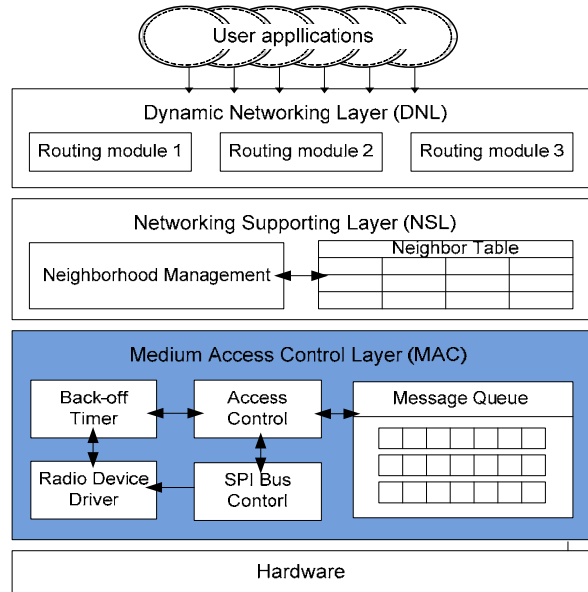 User appllications
Dynamic Networking Layer (DNL)
Routing module 1
Routing module 2
Routing module 3
Networking Supporting Layer (NSL)
Neighborhood Management
Neighbor Table
Medium Access Control Layer (MAC)
Back-off
Timer
Access
Control
Message Queue
Radio Device
Driver
SPI Bus
Contorl
Hardware